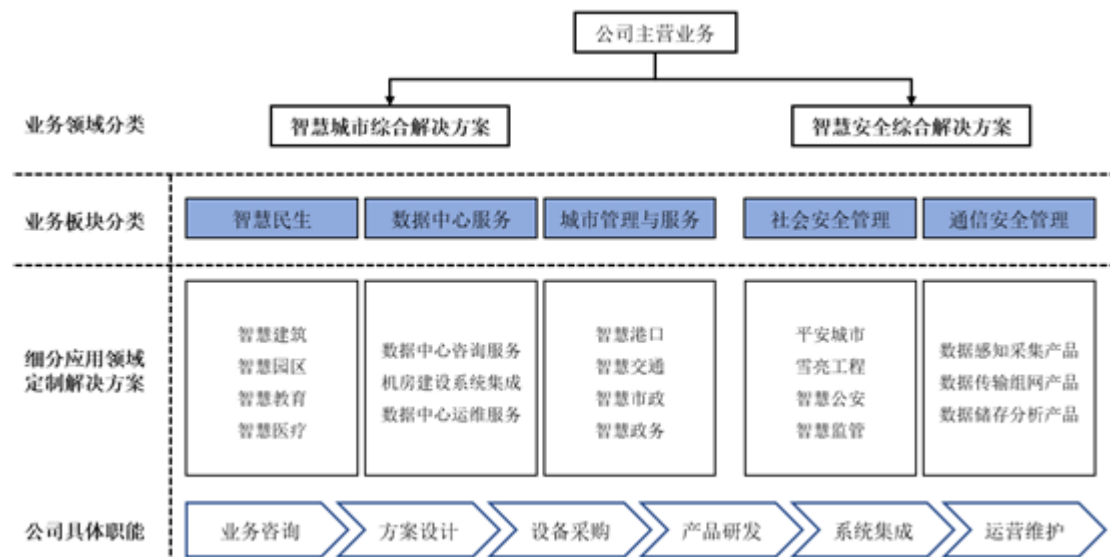 公司主营业务
业务领域分类
智慧城市综合解决方案
智慧安全综合解决方案
业务板块分类
智慧民生
数据中心服务
城市管理与服务
社会安全管理
通信安全管理
细分应用领域
定制解决方案
智慧建筑
智慧园区
智慧教育
智慧医疗
数据中心咨询服务
机房建设系统集成
数据中心运维服务
智慧港口
智慧交通
智慧市政
智慧政务
平安城市
雪亮工程
智慧公安
智慧监管
数据感知采集产品
数据传输组网产品
数据储存分析产品
公司具体职能
业务咨询
方案设计
设备采购
产品研发
系统集成
运营维护